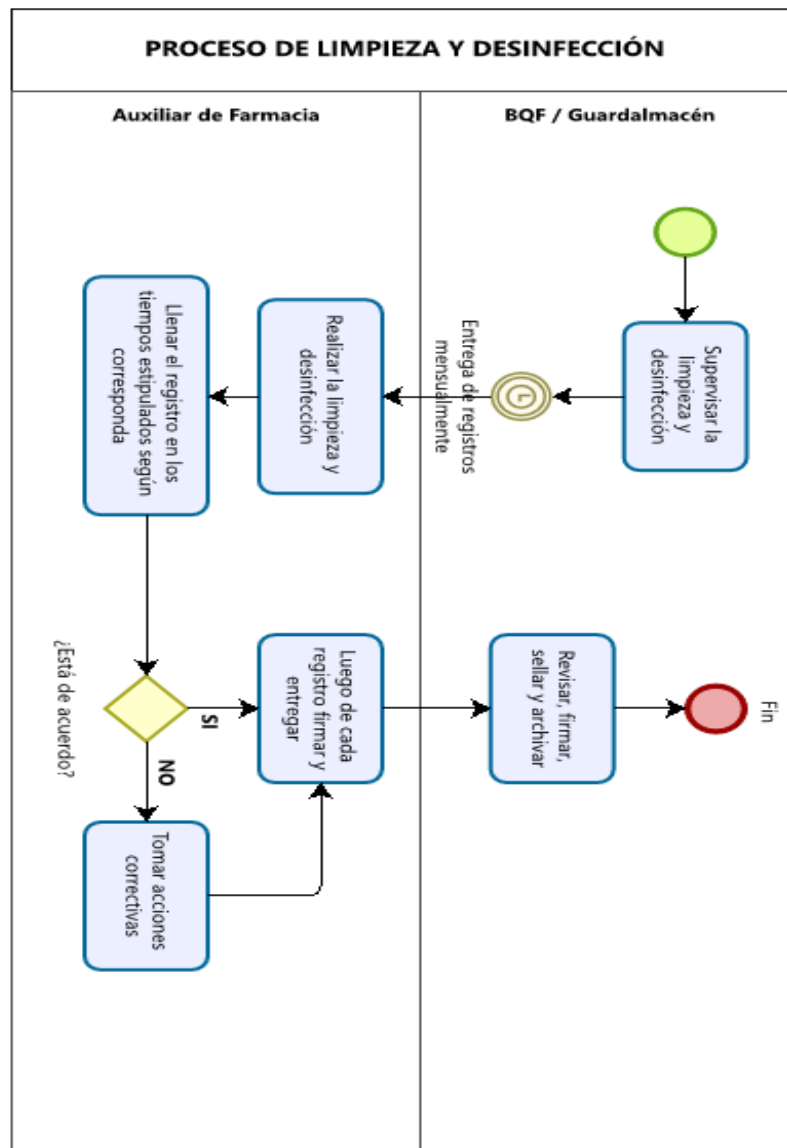 PROCESO DE LIMPIEZA Y DESINFECCIÓN
Auxiliar de Farmacia
BQF / Guardalmacén
Supervisar la
limpieza y
desinfección
Entrega de registros
mensualmente
Realizar la limpieza y
desinfección
Llenar el registro en los
tiempos estipulados según
corresponda
¿Está de acuerdo?
SI
NO
Tomar acciones
correctivas
Luego de cada
registro firmar y
entregar
Revisar, firmar,
sellar y archivar
Fin